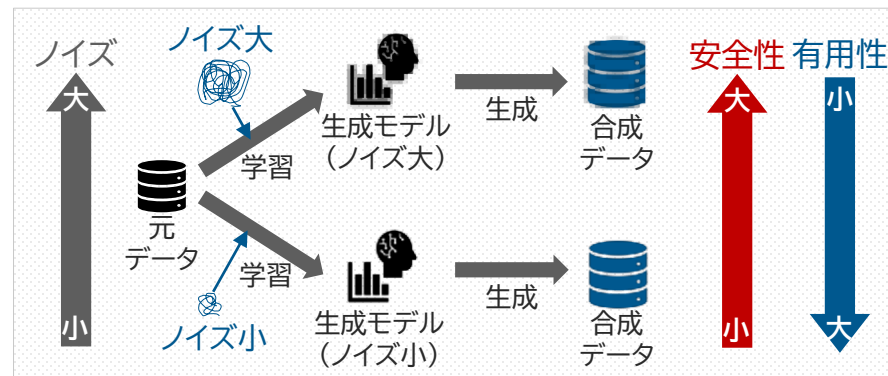 ノイズ
大
小
ノイズ大
学習
元
データ
学習
ノイズ小
生成モデル
(ノイズ大)
生成
合成
データ
生成モデル
(ノイズ小)
生成
合成
データ
安全性
大
小
有用性
小
大